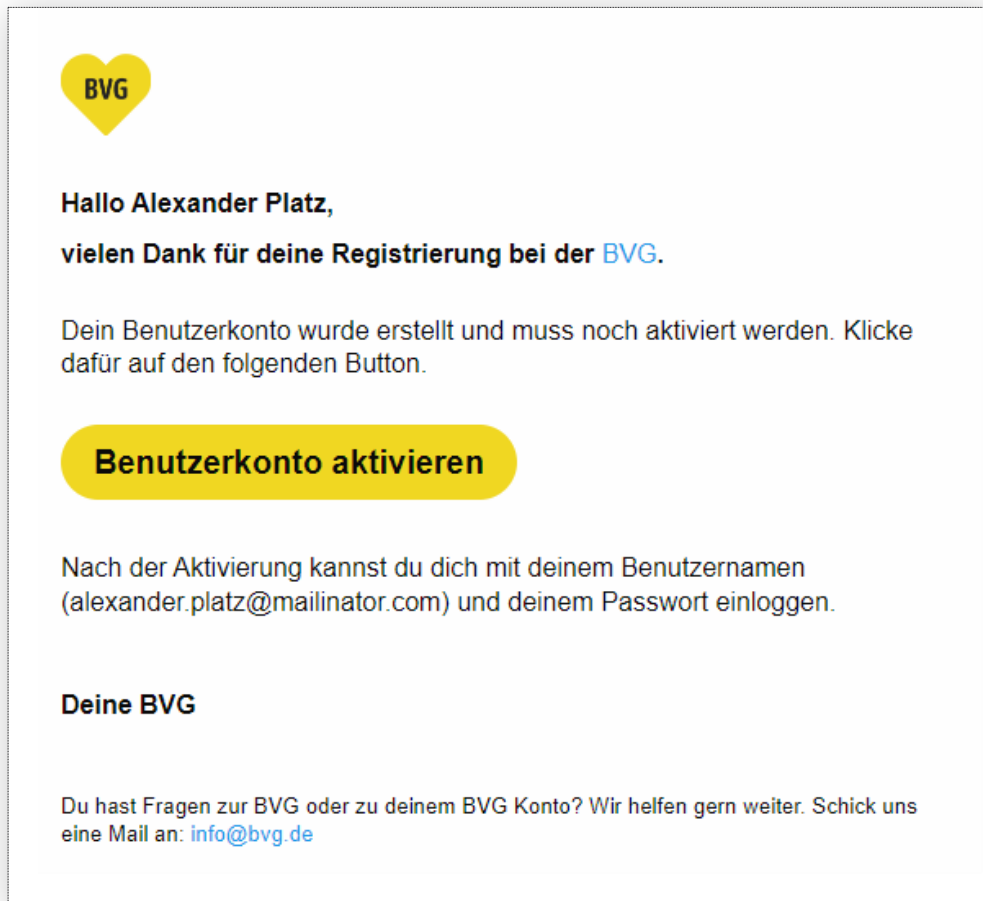 BVG
Hallo Alexander Platz,
vielen Dank für deine Registrierung bei der BVG.
Dein Benutzerkonto wurde erstellt und muss noch aktiviert werden. Klicke
dafür auf den folgenden Button.
Benutzerkonto aktivieren
Nach der Aktivierung kannst du dich mit deinem Benutzernamen
(alexander.platz@mailinator.com) und deinem Passwort einloggen.
Deine BVG
Du hast Fragen zur BVG oder zu deinem BVG Konto? Wir helfen gern weiter. Schick uns
eine Mail an: info@bvg.de